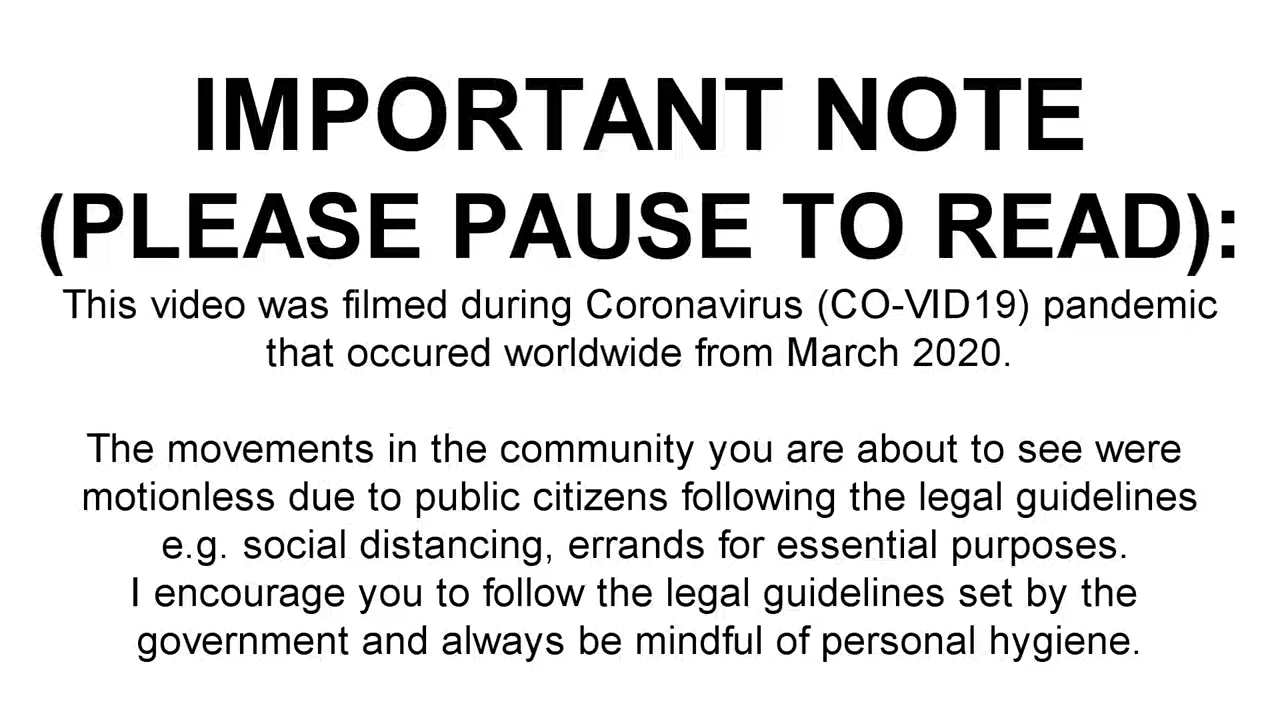 IMPORTANT NOTE
(PLEASE PAUSE TO READ):
This video was filmed during Coronavirus (CO-VID19) pandemic
that occured worldwide from March 2020.
The movements in the community you are about to see were
motionless due to public citizens following the legal guidelines
e.g. social distancing, errands for essential purposes.
I encourage you to follow the legal guidelines set by the
government and always be mindful of personal hygiene.